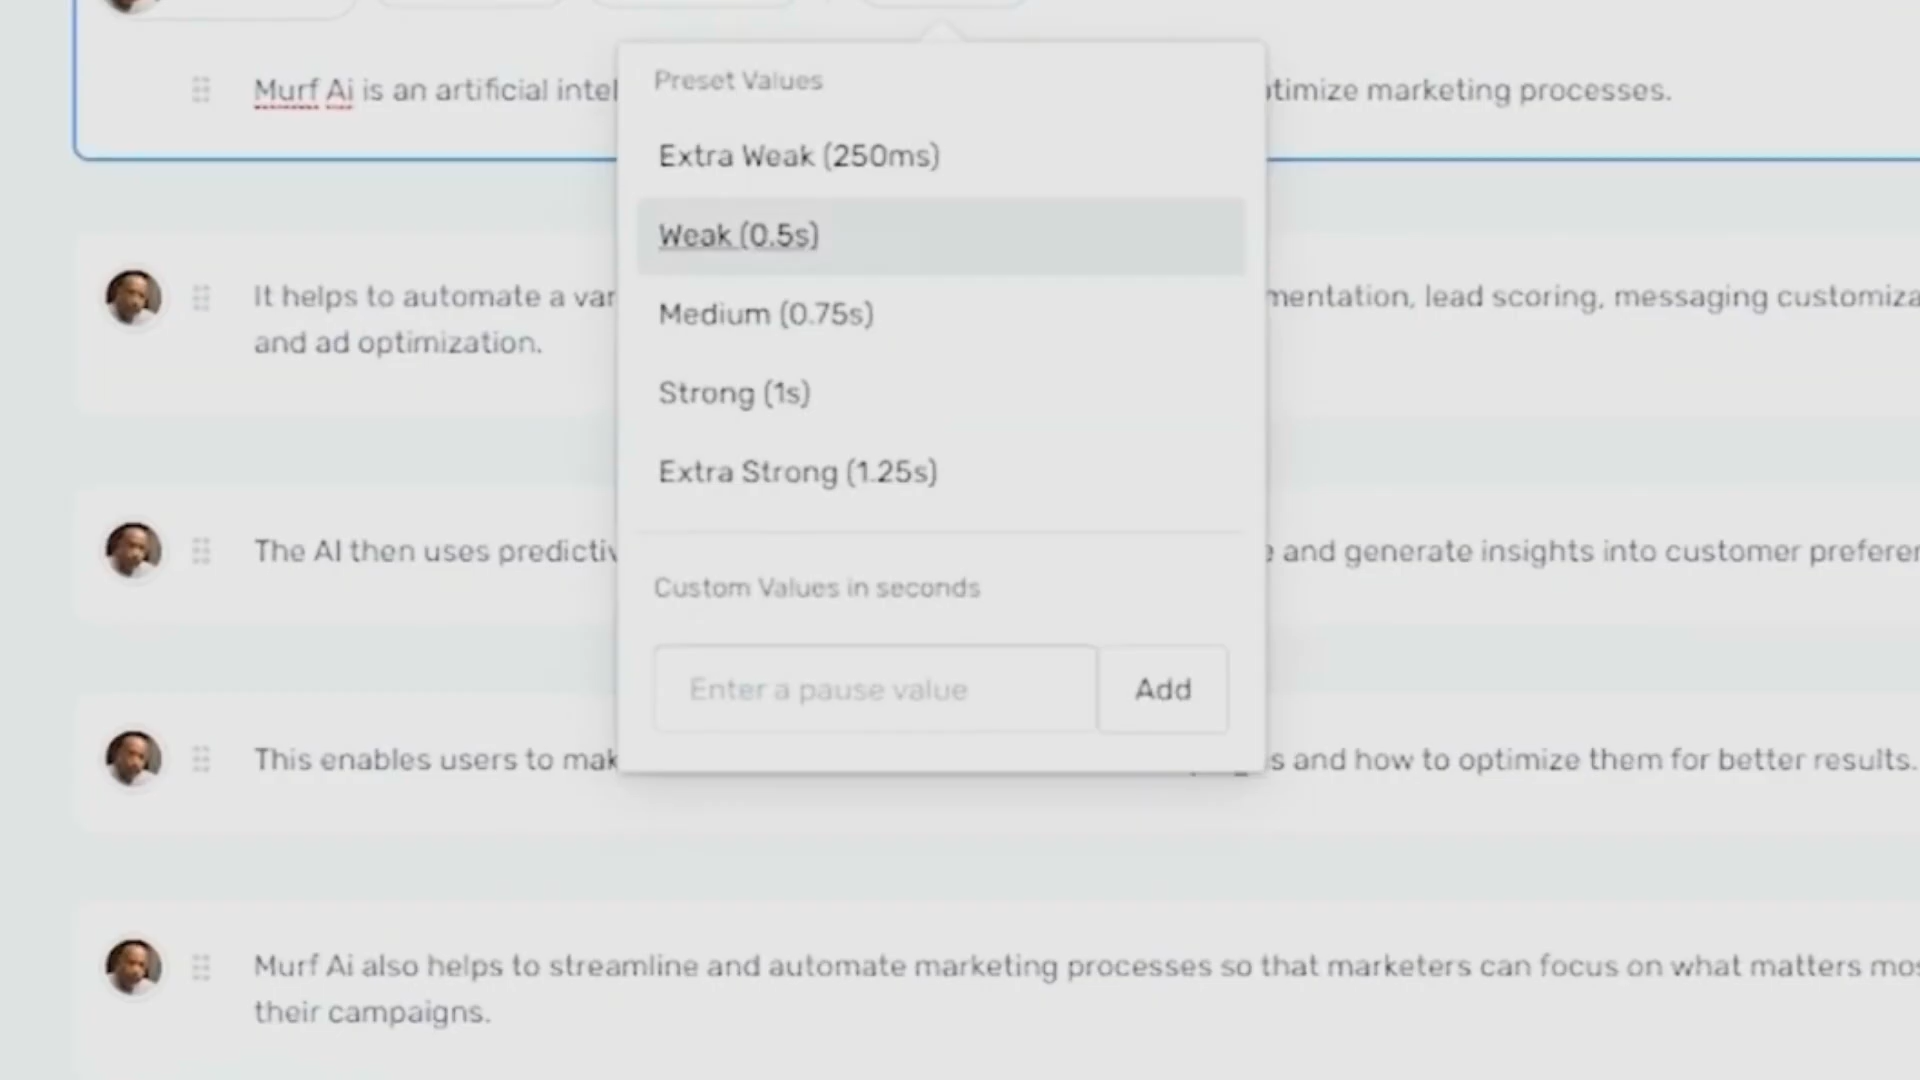 Preset Values
Murf Ai is an artificial intel
timize marketing processes.
Extra Weak (250ms)
Weak (0.5s)
It helps to automate a var
mentation, lead scoring, messaging customiza
Medium (0.75s)
and ad optimization.
Strong (1s)
Extra Strong (1.25s)
The AI then uses predictiv
and generate insights into customer preferen
Custom Values in seconds
Enter a pause value
Add
This enables users to mak
s and how to optimize them for better results.
Murf Ai also helps to streamline and automate marketing processes so that marketers can focus on what matters mos
their campaigns.